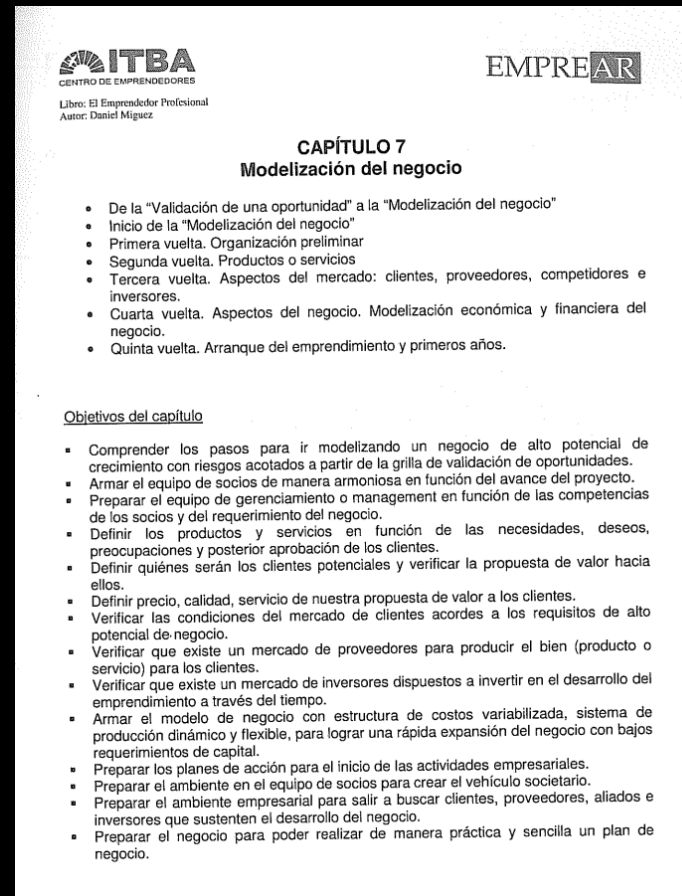 ITBA
CENTRO DE EMPRENDEDORES
EMPREAR
Libro: El Emprendedor Profesional
Autor: Daniel Miguez
CAPÍTULO 7
Modelización del negocio
• De la “Validación de una oportunidad” a la “Modelización del negocio”
• Inicio de la “Modelización del negocio”
• Primera vuelta. Organización preliminar
• Segunda vuelta. Productos o servicios
• Tercera vuelta. Aspectos del mercado: clientes, proveedores, competidores e
inversores.
• Cuarta vuelta. Aspectos del negocio. Modelización económica y financiera del
negocio.
• Quinta vuelta. Arranque del emprendimiento y primeros años.
Objetivos del capítulo
▪ Comprender los pasos para ir modelizando un negocio de alto potencial de
crecimiento con riesgos acotados a partir de la grilla de validación de oportunidades.
▪ Armar el equipo de socios de manera armoniosa en función del avance del proyecto.
▪ Preparar el equipo de gerenciamiento o management en función de las competencias
de los socios y del requerimiento del negocio.
▪ Definir los productos y servicios en función de las necesidades, deseos,
preocupaciones y posterior aprobación de los clientes.
▪ Definir quiénes serán los clientes potenciales y verificar la propuesta de valor hacia
ellos.
▪ Definir precio, calidad, servicio de nuestra propuesta de valor a los clientes.
▪ Verificar las condiciones del mercado de clientes acordes a los requisitos de alto
potencial de negocio.
▪ Verificar que existe un mercado de proveedores para producir el bien (producto o
servicio) para los clientes.
▪ Verificar que existe un mercado de inversores dispuestos a invertir en el desarrollo del
emprendimiento a través del tiempo.
▪ Armar el modelo de negocio con estructura de costos variabilizada, sistema de
producción dinámico y flexible, para lograr una rápida expansión del negocio con bajos
requerimientos de capital.
▪ Preparar los planes de acción para el inicio de las actividades empresariales.
▪ Preparar el ambiente en el equipo de socios para crear el vehículo societario.
▪ Preparar el ambiente empresarial para salir a buscar clientes, proveedores, aliados e
inversores que sustenten el desarrollo del negocio.
▪ Preparar el negocio para poder realizar de manera práctica y sencilla un plan de
negocio.